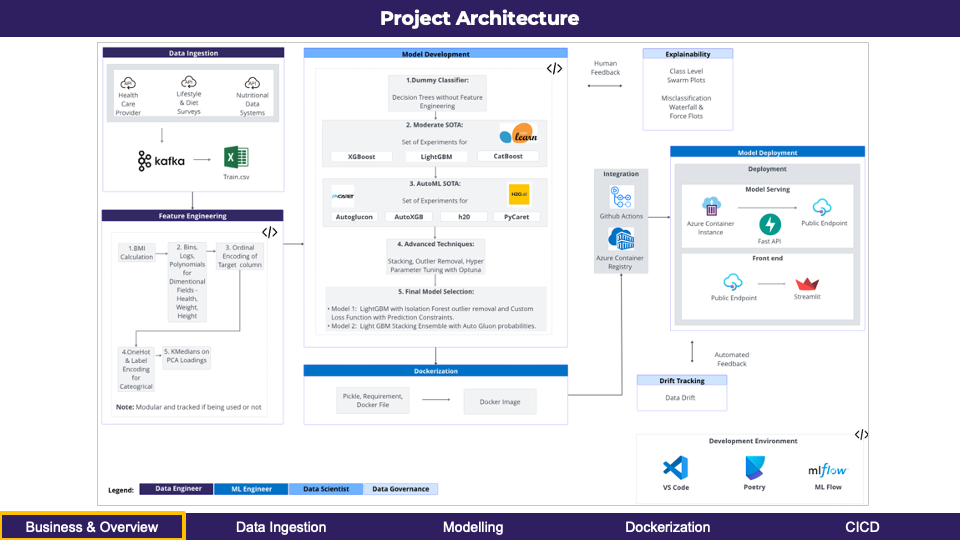 Project Architecture
Data Ingestion
API
API
API
Health
Care
Provider
Lifestyle
& Diet
Surveys
Nutritional
Data
Systems
kafka
Train.csv
Feature Engineering
</>
1.BMI
Calculation
2. Bins,
Logs,
Polynomials
for
Dimentional
Fields -
Health,
Weight,
Height
3. Ordinal
Encoding of
Target column
4.OneHot
& Label
Encoding
for
Cateogrical
5. KMedians on
PCA Loadings
Note: Modular and tracked if being used or not
Model Development
</>
1.Dummy Classifier:
Decision Trees without Feature
Engineering
2. Moderate SOTA:
Set of Experiments for
learn
XGBoost
LightGBM
CatBoost
3. AutoML SOTA:
Set of Experiments for
PYCARET
H2O.ai
Autoglucon
AutoXGB
h20
PyCaret
4. Advanced Techniques:
Stacking, Outlier Removal, Hyper
Parameter Tuning with Optuna
5. Final Model Selection:
• Model 1: LightGBM with Isolation Forest outlier removal and Custom
Loss Function with Prediction Constraints.
• Model 2: Light GBM Stacking Ensemble with Auto Gluon probabilities.
Dockerization
Pickle, Requirement,
Docker File
Docker Image
Human
Feedback
Explainability
Class Level
Swarm Plots
Misclassification
Waterfall &
Force Flots
Integration
Github Actions
Azure Container
Registry
Model Deployment
Deployment
Model Serving
Azure Container
Instance
Fast API
Public Endpoint
Front end
Public Endpoint
Streamlit
Automated
Feedback
Drift Tracking
Data Drift
</>
Development Environment
VS Code
Poetry
mlflow
ML Flow
Legend:
Data Engineer
ML Engineer
Data Scientist
Data Governance
Business & Overview
Data Ingestion
Modelling
Dockerization
CICD